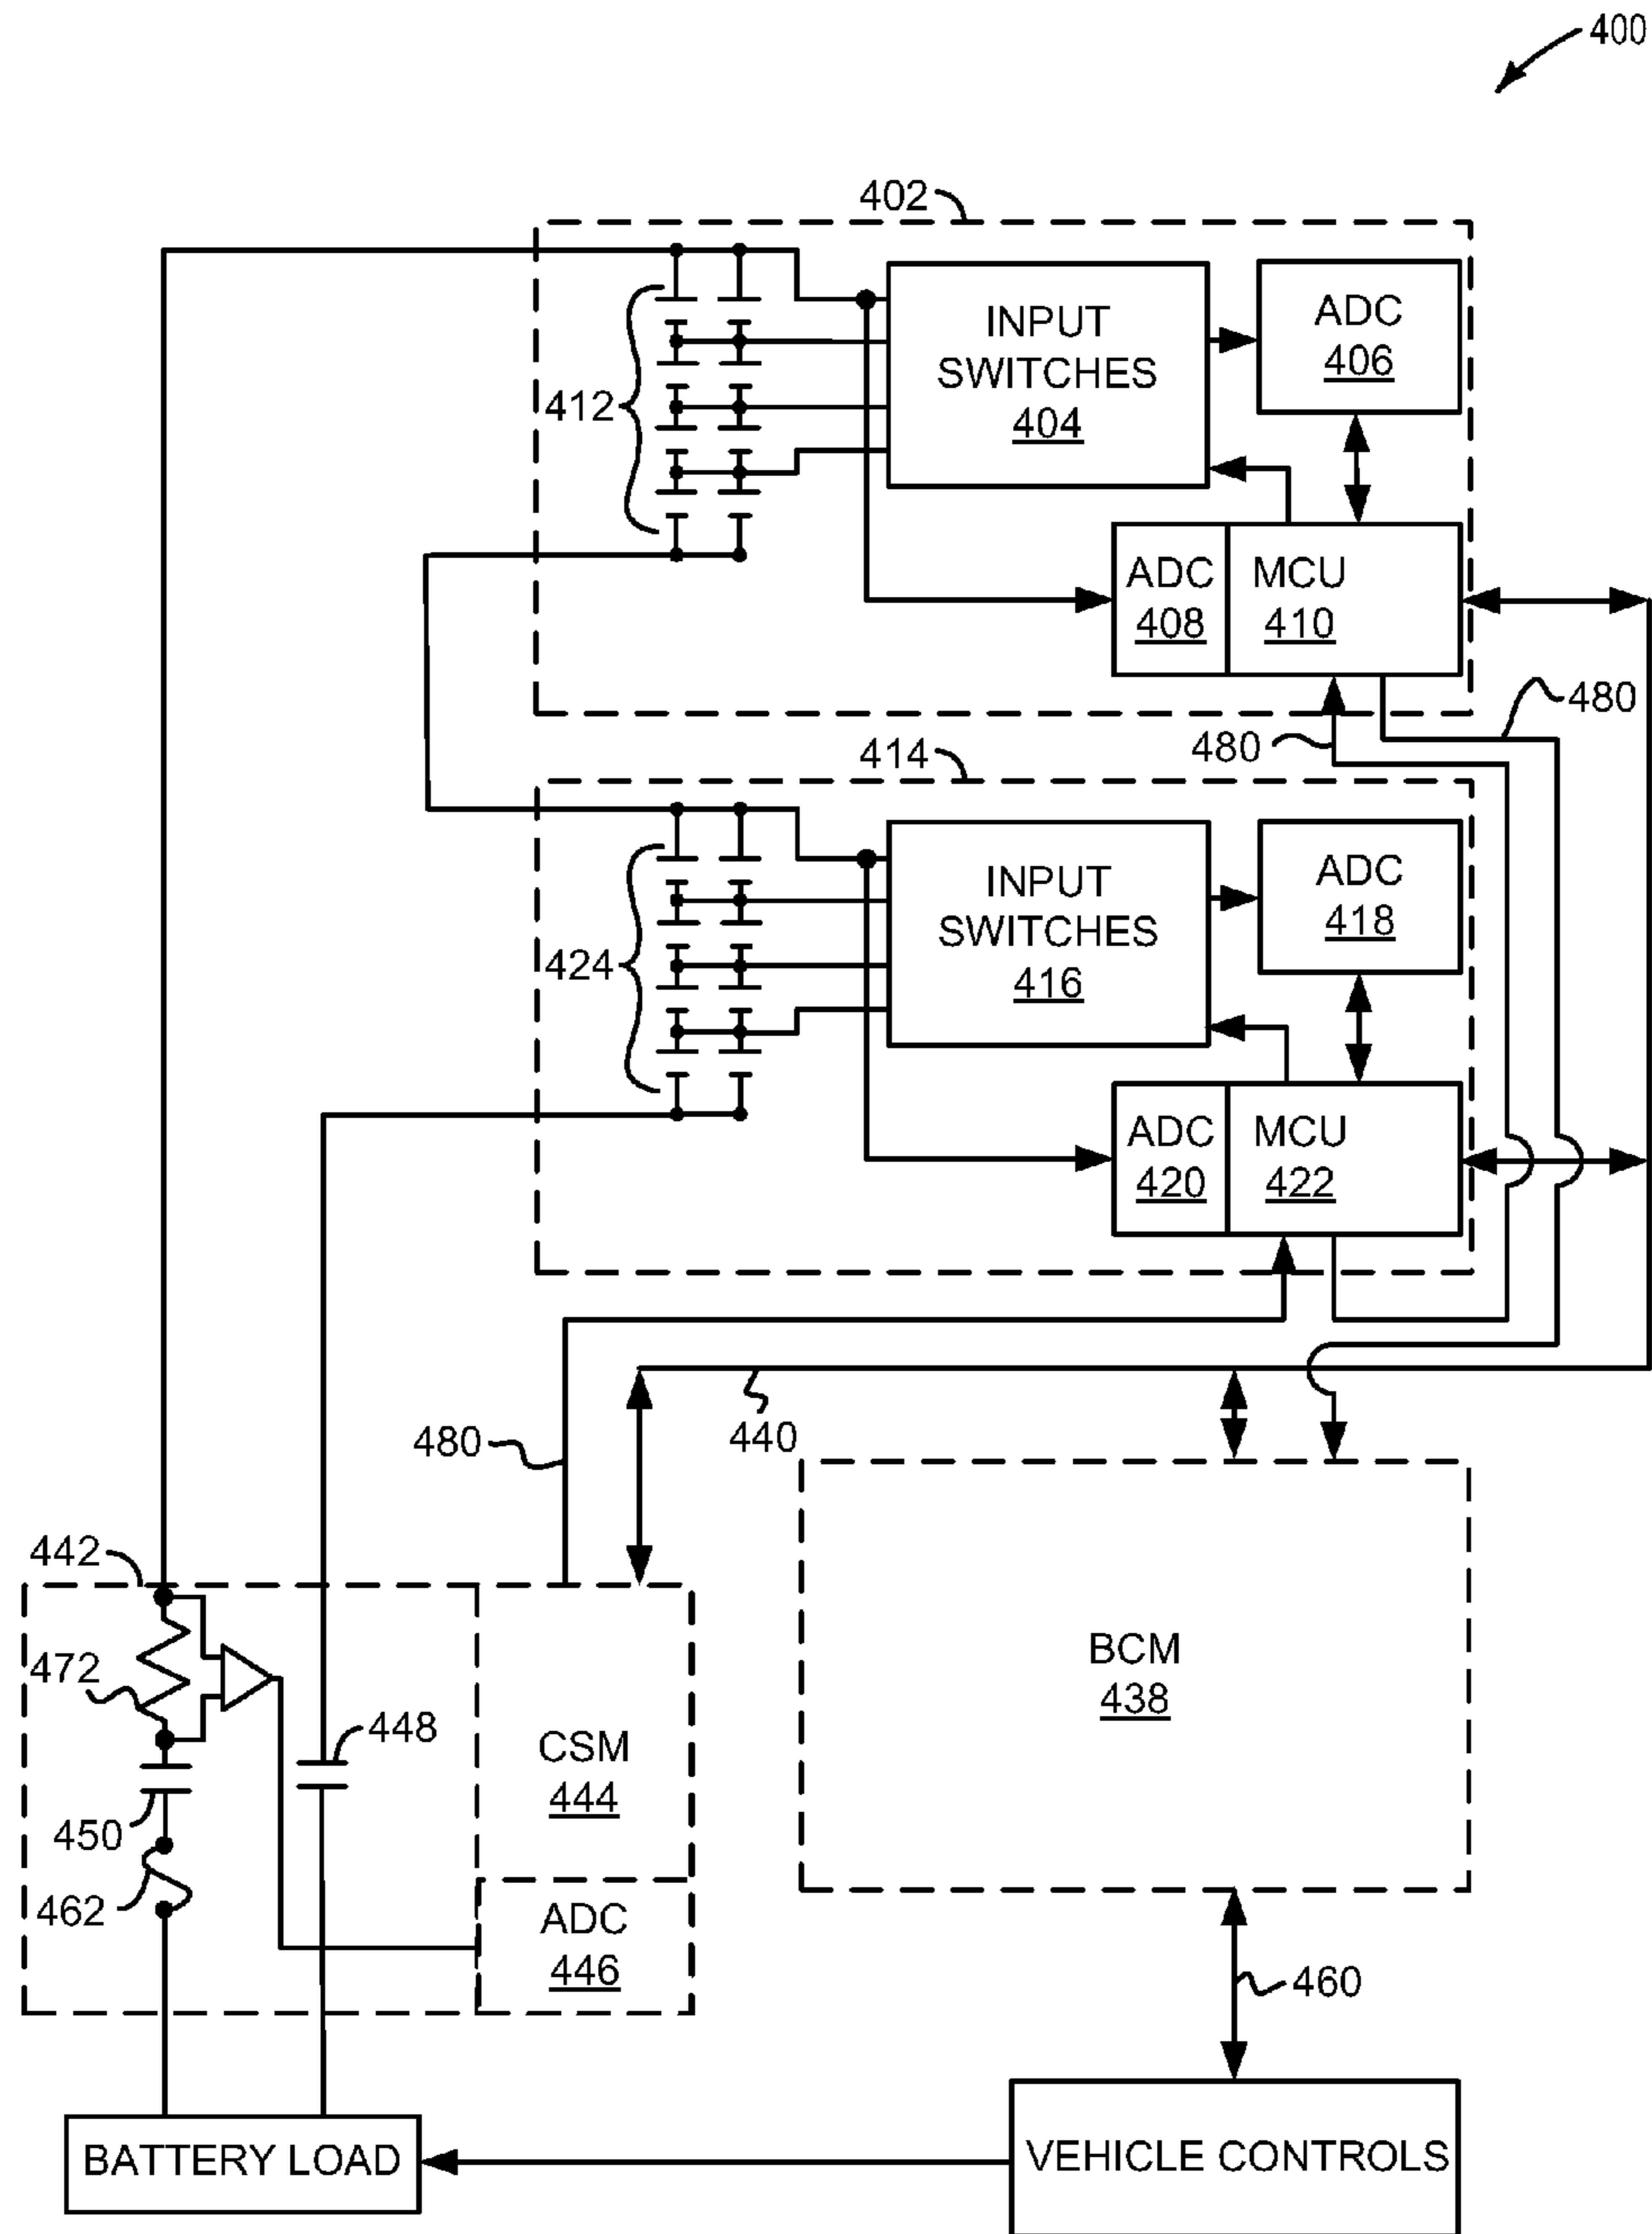 400
402
INPUT
SWITCHES
404
ADC
406
412
ADC
408
MCU
410
480
480
414
INPUT
SWITCHES
416
ADC
418
424
ADC
420
MCU
422
480
440
442
472
448
450
462
CSM
444
ADC
446
BCM
438
460
BATTERY LOAD
VEHICLE CONTROLS